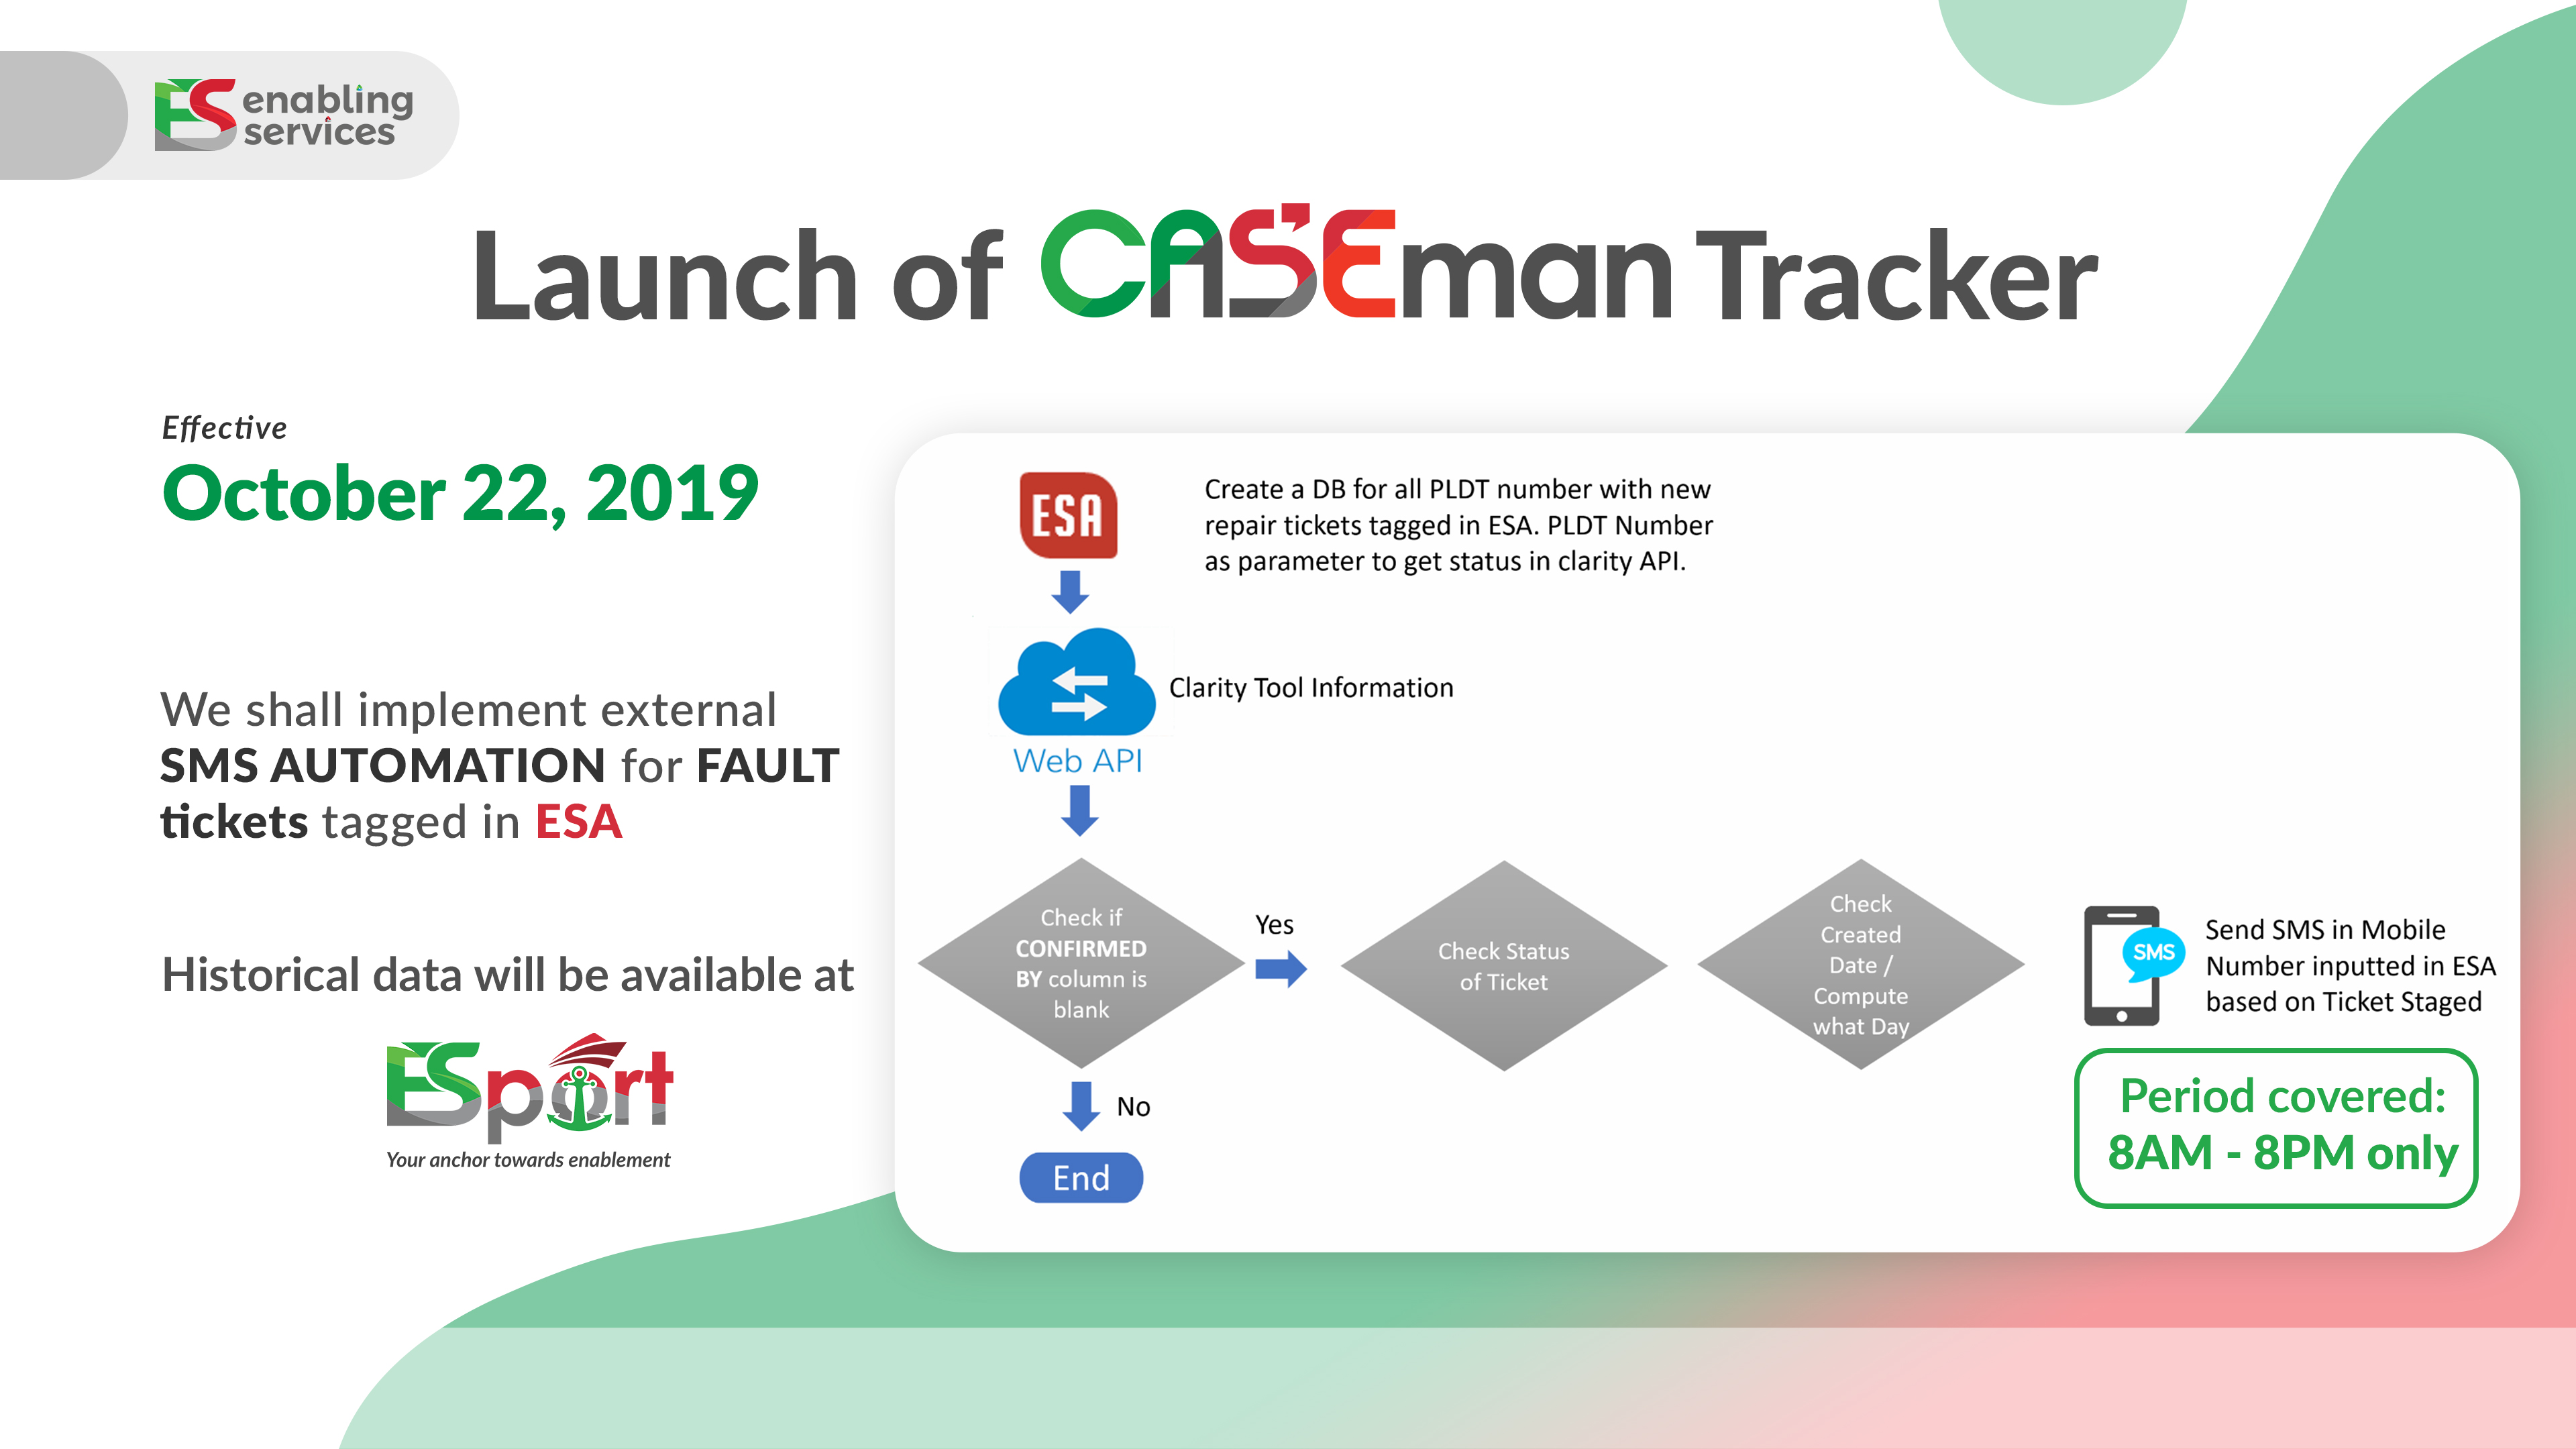 ES enabling
services
Launch of CASEman Tracker
Effective
October 22, 2019
We shall implement external
SMS AUTOMATION for FAULT
tickets tagged in ESA
Historical data will be available at
ESport
Your anchor towards enablement
ESA
Create a DB for all PLDT number with new
repair tickets tagged in ESA. PLDT Number
as parameter to get status in clarity API.
Clarity Tool Information
Web API
Check if
CONFIRMED
BY column is
blank
Yes
Check Status
of Ticket
Check
Created
Date /
Compute
what Day
SMS
Send SMS in Mobile
Number inputted in ESA
based on Ticket Staged
No
End
Period covered:
8AM - 8PM only